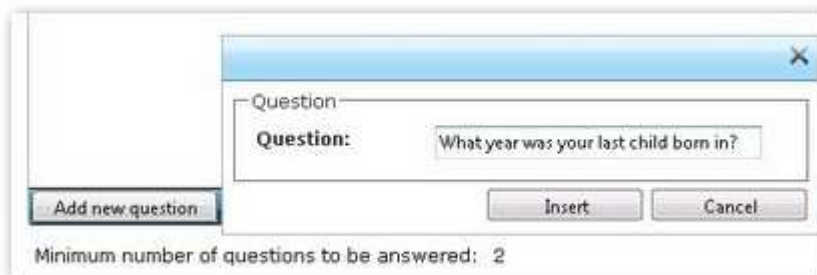 Question
Question: What year was your last child born in?
Add new question Insert Cancel
Minimum number of questions to be answered: 2